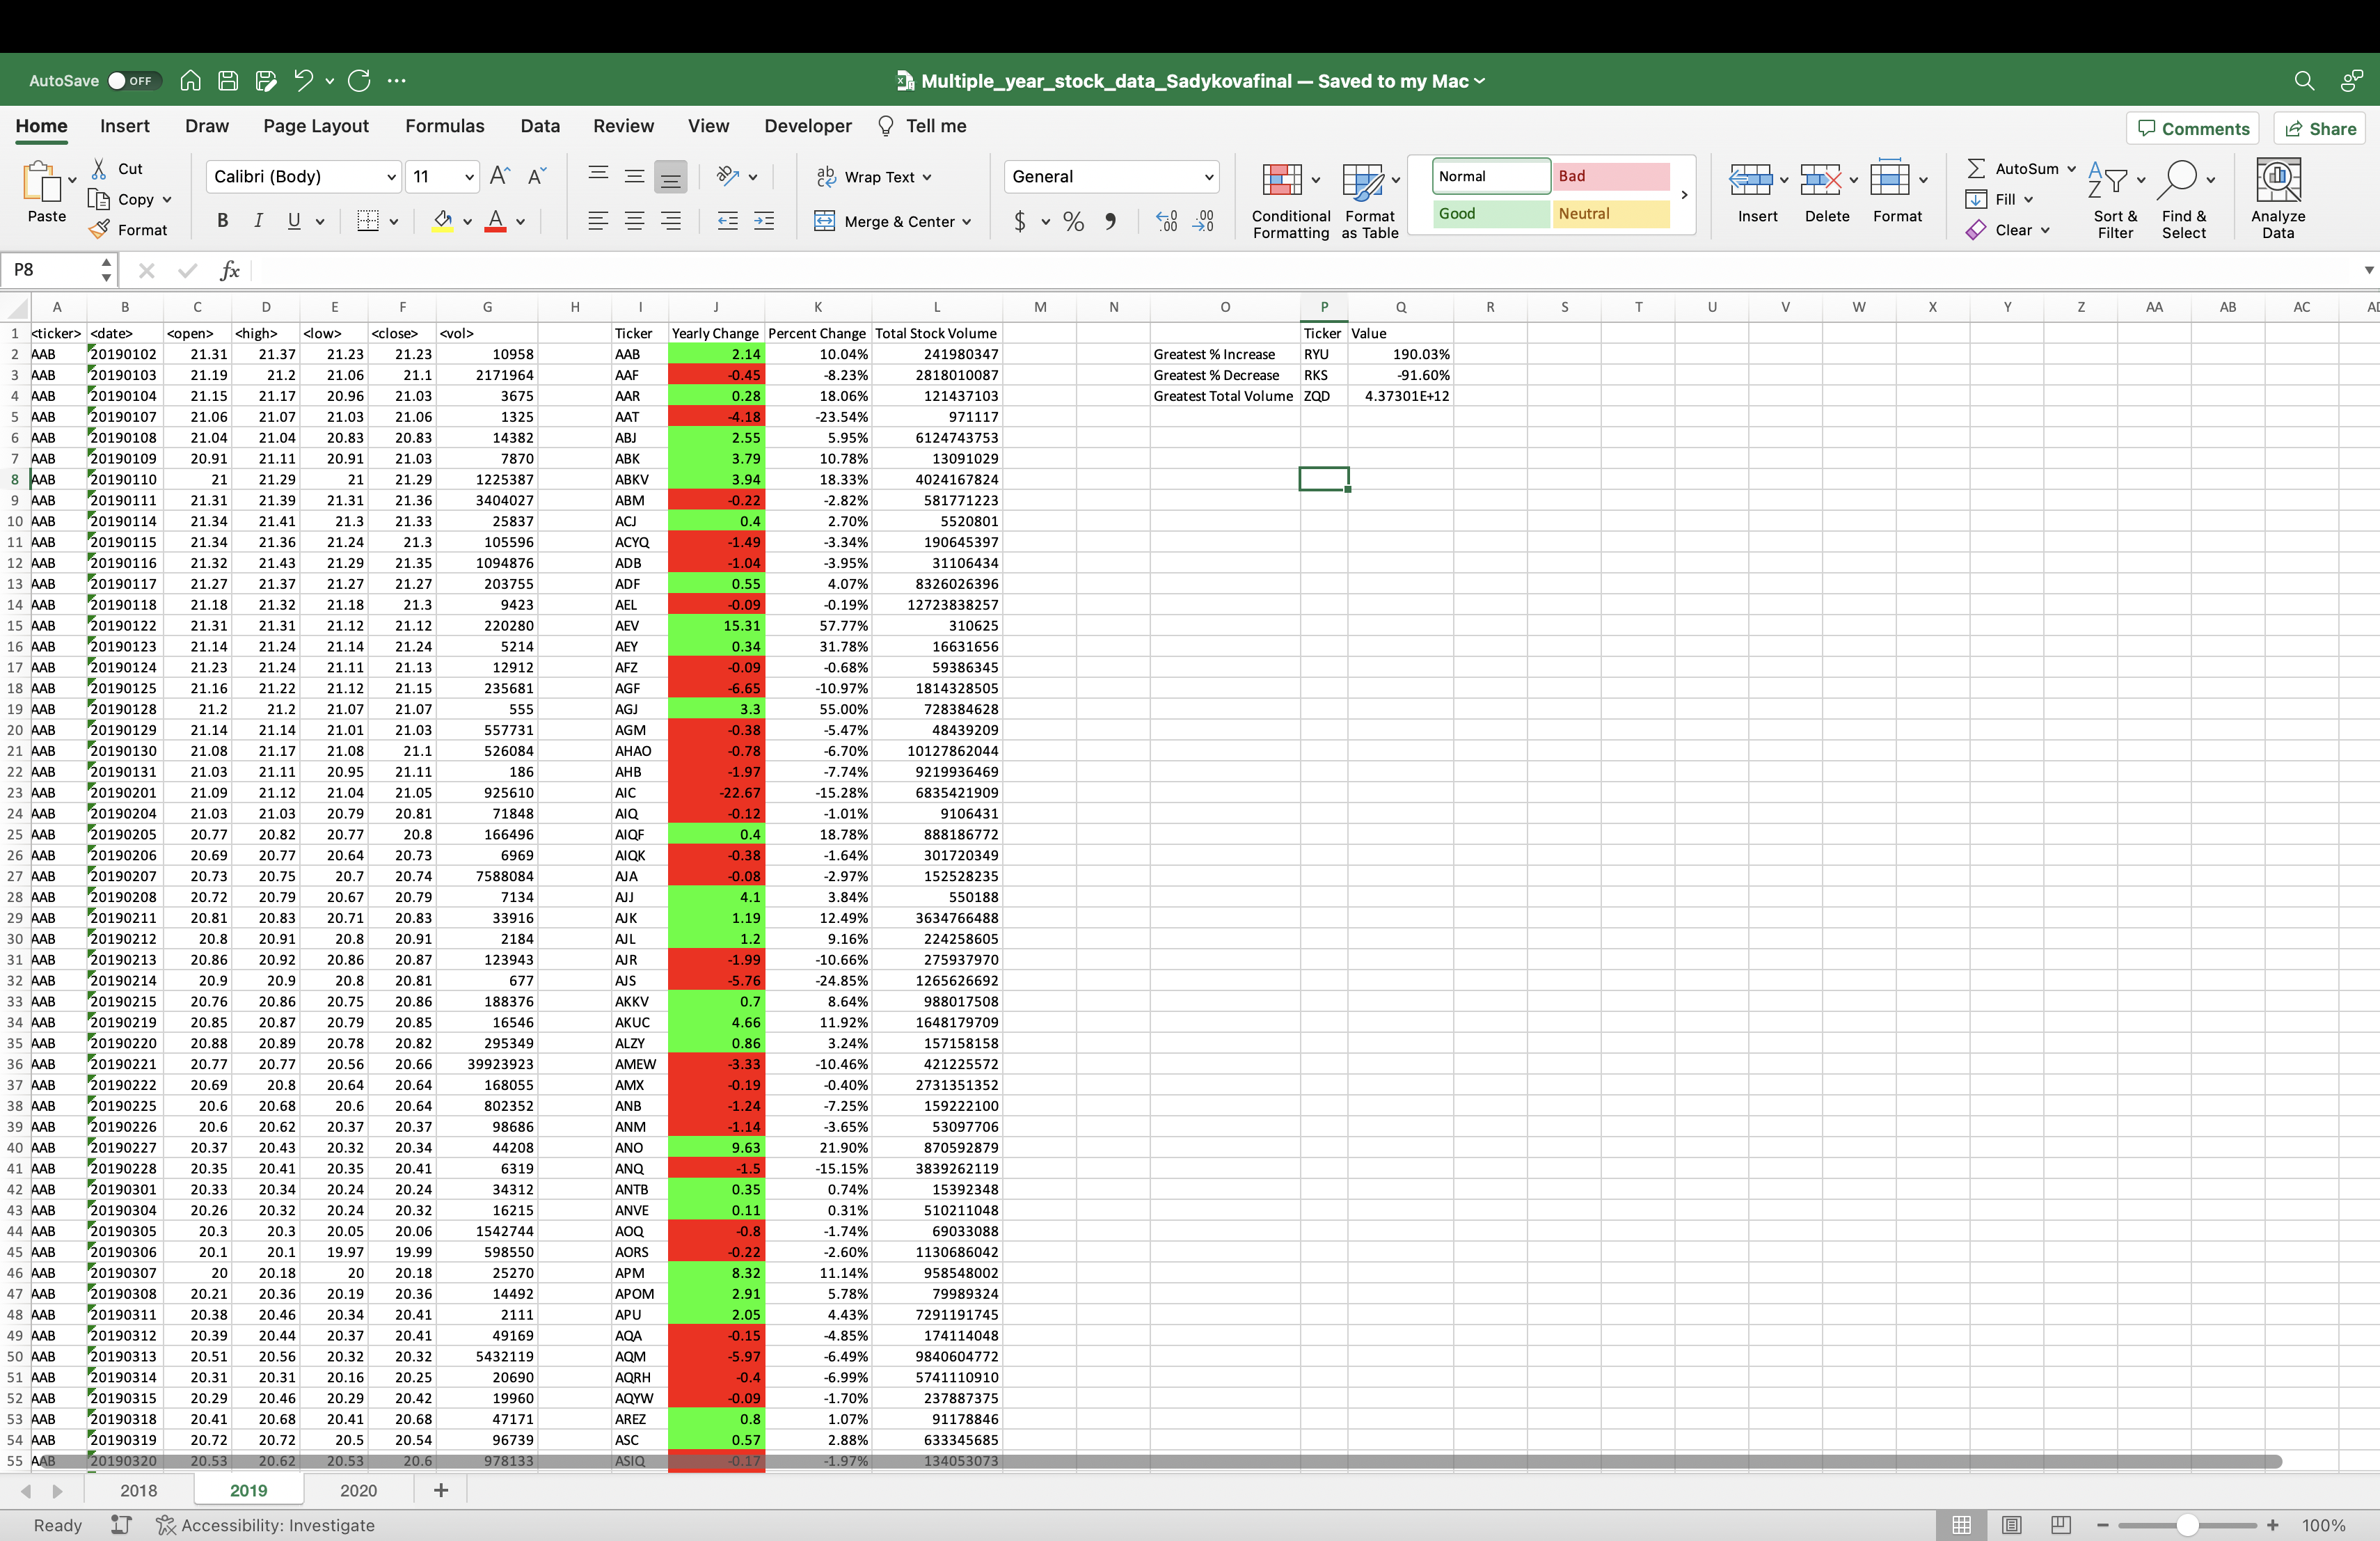 AutoSave OFF Multiple_year_stock_data_Sadykovafinal — Saved to my Mac
Home Insert Draw Page Layout Formulas Data Review View Developer Tell me Comments Share
Paste Cut Copy Format
Calibri (Body) 11 A A
B I U A
ab c Wrap Text
Merge & Center
General
$ % 9 .0 .00 .00 .0
Conditional Formatting
Format as Table
Normal Bad
Good Neutral
Insert Delete Format
AutoSum
Fill
Clear
Sort & Filter
Find & Select
Analyze Data
P8 fx
A B C D E F G H I J K L M N O P Q R S T U V W X Y Z AA AB AC
1 <ticker> <date> <open> <high> <low> <close> <vol> Ticker Yearly Change Percent Change Total Stock Volume Ticker Value
2 AAB 20190102 21.31 21.37 21.23 21.23 10958 AAB 2.14 10.04% 241980347 Greatest % Increase RYU 190.03%
3 AAB 20190103 21.19 21.2 21.06 21.1 2171964 AAF -0.45 -8.23% 2818010087 Greatest % Decrease RKS -91.60%
4 AAB 20190104 21.15 21.17 20.96 21.03 3675 AAR 0.28 18.06% 121437103 Greatest Total Volume ZQD 4.37301E+12
5 AAB 20190107 21.06 21.07 21.03 21.06 1325 AAT -4.18 -23.54% 971117
6 AAB 20190108 21.04 21.04 20.83 20.83 14382 ABJ 2.55 5.95% 6124743753
7 AAB 20190109 20.91 21.11 20.91 21.03 7870 ABK 3.79 10.78% 13091029
8 AAB 20190110 21 21.29 21 21.29 1225387 ABKV 3.94 18.33% 4024167824
9 AAB 20190111 21.31 21.39 21.31 21.36 3404027 ABM -0.22 -2.82% 581771223
10 AAB 20190114 21.34 21.41 21.3 21.33 25837 ACJ 0.4 2.70% 5520801
11 AAB 20190115 21.34 21.36 21.24 21.3 105596 ACYQ -1.49 -3.34% 190645397
12 AAB 20190116 21.32 21.43 21.29 21.35 1094876 ADB -1.04 -3.95% 31106434
13 AAB 20190117 21.27 21.37 21.27 21.27 203755 ADF 0.55 4.07% 8326026396
14 AAB 20190118 21.18 21.32 21.18 21.3 9423 AEL -0.09 -0.19% 12723838257
15 AAB 20190122 21.31 21.31 21.12 21.12 220280 AEV 15.31 57.77% 310625
16 AAB 20190123 21.14 21.24 21.14 21.24 5214 AEY 0.34 31.78% 16631656
17 AAB 20190124 21.23 21.24 21.11 21.13 12912 AFZ -0.09 -0.68% 59386345
18 AAB 20190125 21.16 21.22 21.12 21.15 235681 AGF -6.65 -10.97% 1814328505
19 AAB 20190128 21.2 21.2 21.07 21.07 555 AGJ 3.3 55.00% 728384628
20 AAB 20190129 21.14 21.14 21.01 21.03 557731 AGM -0.38 -5.47% 48439209
21 AAB 20190130 21.08 21.17 21.08 21.1 526084 AHAO -0.78 -6.70% 10127862044
22 AAB 20190131 21.03 21.11 20.95 21.11 186 AHB -1.97 -7.74% 9219936469
23 AAB 20190201 21.09 21.12 21.04 21.05 925610 AIC -22.67 -15.28% 6835421909
24 AAB 20190204 21.03 21.03 20.79 20.81 71848 AIQ -0.12 -1.01% 9106431
25 AAB 20190205 20.77 20.82 20.77 20.8 166496 AIQF 0.4 18.78% 888186772
26 AAB 20190206 20.69 20.77 20.64 20.73 6969 AIQK -0.38 -1.64% 301720349
27 AAB 20190207 20.73 20.75 20.7 20.74 7588084 AJA -0.08 -2.97% 152528235
28 AAB 20190208 20.72 20.79 20.67 20.79 7134 AJJ 4.1 3.84% 550188
29 AAB 20190211 20.81 20.83 20.71 20.83 33916 AJK 1.19 12.49% 3634766488
30 AAB 20190212 20.8 20.91 20.8 20.91 2184 AJL 1.2 9.16% 224258605
31 AAB 20190213 20.86 20.92 20.86 20.87 123943 AJR -1.99 -10.66% 275937970
32 AAB 20190214 20.9 20.9 20.8 20.81 677 AJS -5.76 -24.85% 1265626692
33 AAB 20190215 20.76 20.86 20.75 20.86 188376 AKKV 0.7 8.64% 988017508
34 AAB 20190219 20.85 20.87 20.79 20.85 16546 AKUC 4.66 11.92% 1648179709
35 AAB 20190220 20.88 20.89 20.78 20.82 295349 ALZY 0.86 3.24% 157158158
36 AAB 20190221 20.77 20.77 20.56 20.66 39923923 AMEW -3.33 -10.46% 421225572
37 AAB 20190222 20.69 20.8 20.64 20.64 168055 AMX -0.19 -0.40% 2731351352
38 AAB 20190225 20.6 20.68 20.6 20.64 802352 ANB -1.24 -7.25% 159222100
39 AAB 20190226 20.6 20.62 20.37 20.37 98686 ANM -1.14 -3.65% 53097706
40 AAB 20190227 20.37 20.43 20.32 20.34 44208 ANO 9.63 21.90% 870592879
41 AAB 20190228 20.35 20.41 20.35 20.41 6319 ANQ -1.5 -15.15% 3839262119
42 AAB 20190301 20.33 20.34 20.24 20.24 34312 ANTB 0.35 0.74% 15392348
43 AAB 20190304 20.26 20.32 20.24 20.32 16215 ANVE 0.11 0.31% 510211048
44 AAB 20190305 20.3 20.3 20.05 20.06 1542744 AOQ -0.8 -1.74% 69033088
45 AAB 20190306 20.1 20.1 19.97 19.99 598550 AORS -0.22 -2.60% 1130686042
46 AAB 20190307 20 20.18 20 20.18 25270 APM 8.32 11.14% 958548002
47 AAB 20190308 20.21 20.36 20.19 20.36 14492 APOM 2.91 5.78% 79989324
48 AAB 20190311 20.38 20.46 20.34 20.41 2111 APU 2.05 4.43% 7291191745
49 AAB 20190312 20.39 20.44 20.37 20.41 49169 AQA -0.15 -4.85% 174114048
50 AAB 20190313 20.51 20.56 20.32 20.32 5432119 AQM -5.97 -6.49% 9840604772
51 AAB 20190314 20.31 20.31 20.16 20.25 20690 AQRH -0.4 -6.99% 5741110910
52 AAB 20190315 20.29 20.46 20.29 20.42 19960 AQYW -0.09 -1.70% 237887375
53 AAB 20190318 20.41 20.68 20.41 20.68 47171 AREZ 0.8 1.07% 91178846
54 AAB 20190319 20.72 20.72 20.5 20.54 96739 ASC 0.57 2.88% 633345685
55 AAB 20190320 20.53 20.62 20.53 20.6 978133 ASIQ -0.17 -1.97% 134053073
2018 2019 2020 +
Ready Accessibility: Investigate 100%